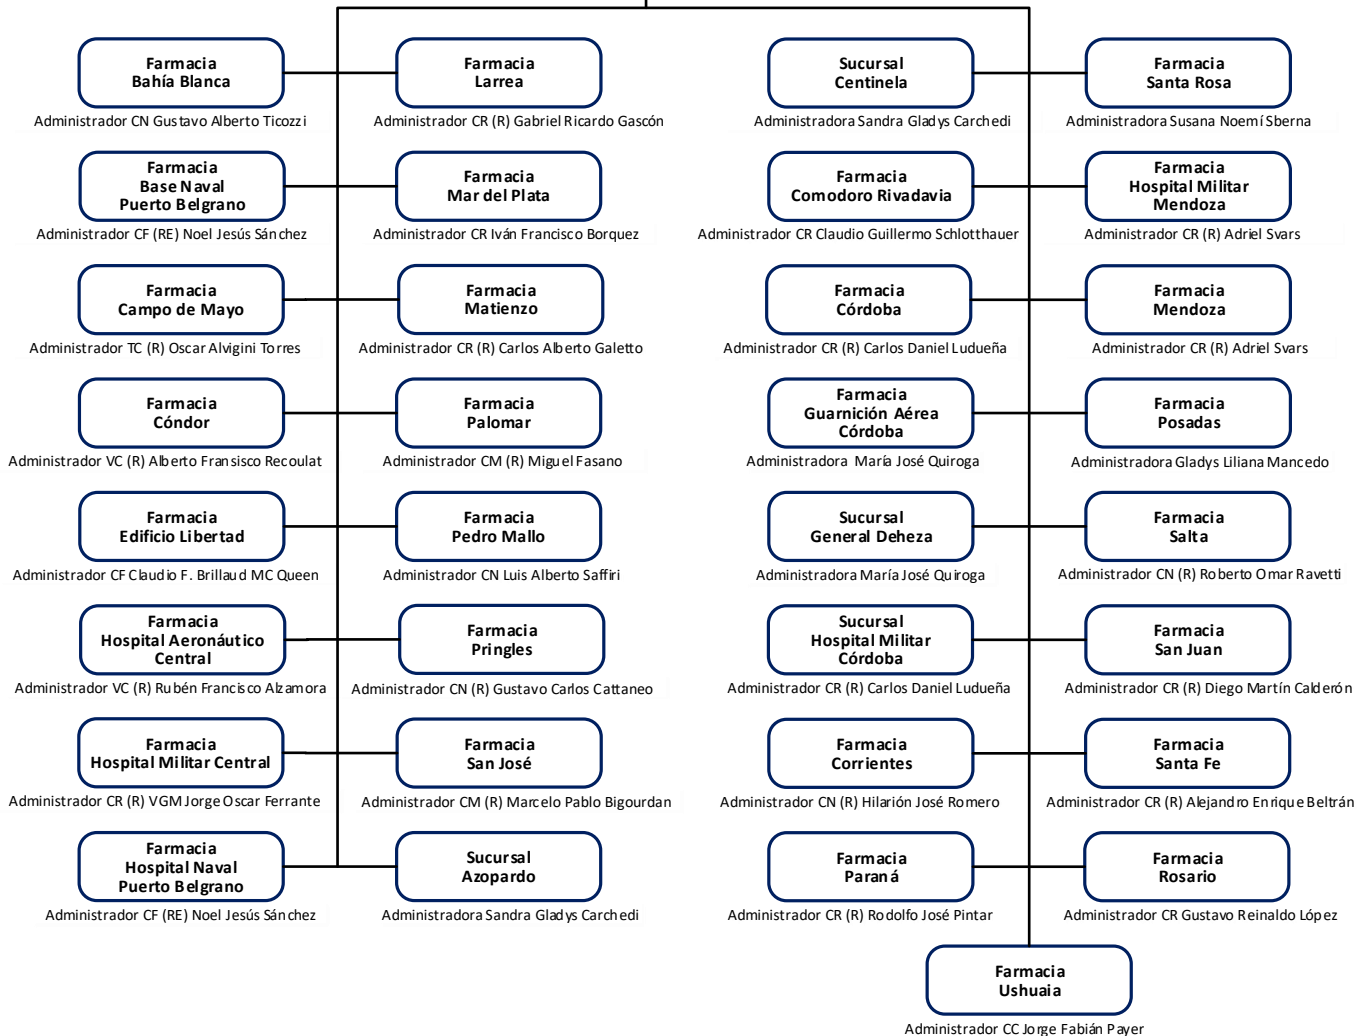 Farmacia
Bahía Blanca
Administrador CN Gustavo Alberto Ticozzi
Farmacia
Larrea
Administrador CR (R) Gabriel Ricardo Gascón
Sucursal
Centinela
Administradora Sandra Gladys Carchedi
Farmacia
Santa Rosa
Administradora Susana Noemí Sberna
Farmacia
Base Naval
Puerto Belgrano
Administrador CF (RE) Noel Jesús Sánchez
Farmacia
Mar del Plata
Administrador CR Iván Francisco Borquez
Farmacia
Comodoro Rivadavia
Administrador CR Claudio Guillermo Schlotthauer
Farmacia
Hospital Militar
Mendoza
Administrador CR (R) Adriel Svars
Farmacia
Campo de Mayo
Administrador TC (R) Oscar Alvigini Torres
Farmacia
Matienzo
Administrador CR (R) Carlos Alberto Galetto
Farmacia
Córdoba
Administrador CR (R) Carlos Daniel Ludueña
Farmacia
Mendoza
Administrador CR (R) Adriel Svars
Farmacia
Cóndor
Administrador VC (R) Alberto Fransisco Recoulat
Farmacia
Palomar
Administrador CM (R) Miguel Fasano
Farmacia
Guarnición Aérea
Córdoba
Administradora María José Quiroga
Farmacia
Posadas
Administradora Gladys Liliana Mancedo
Farmacia
Edificio Libertad
Administrador CF Claudio F. Brillaud MC Queen
Farmacia
Pedro Mallo
Administrador CN Luis Alberto Saffiri
Sucursal
General Deheza
Administradora María José Quiroga
Farmacia
Salta
Administrador CN (R) Roberto Omar Ravetti
Farmacia
Hospital Aeronáutico
Central
Administrador VC (R) Rubén Francisco Alzamora
Farmacia
Pringles
Administrador CN (R) Gustavo Carlos Cattaneo
Sucursal
Hospital Militar
Córdoba
Administrador CR (R) Carlos Daniel Ludueña
Farmacia
San Juan
Administrador CR (R) Diego Martín Calderón
Farmacia
Hospital Militar Central
Administrador CR (R) VGM Jorge Oscar Ferrante
Farmacia
San José
Administrador CM (R) Marcelo Pablo Bigourdan
Farmacia
Corrientes
Administrador CN (R) Hilarión José Romero
Farmacia
Santa Fe
Administrador CR (R) Alejandro Enrique Beltrán
Farmacia
Hospital Naval
Puerto Belgrano
Administrador CF (RE) Noel Jesús Sánchez
Sucursal
Azopardo
Administradora Sandra Gladys Carchedi
Farmacia
Paraná
Administrador CR (R) Rodolfo José Pintar
Farmacia
Rosario
Administrador CR Gustavo Reinaldo López
Farmacia
Ushuaia
Administrador CC Jorge Fabián Payer